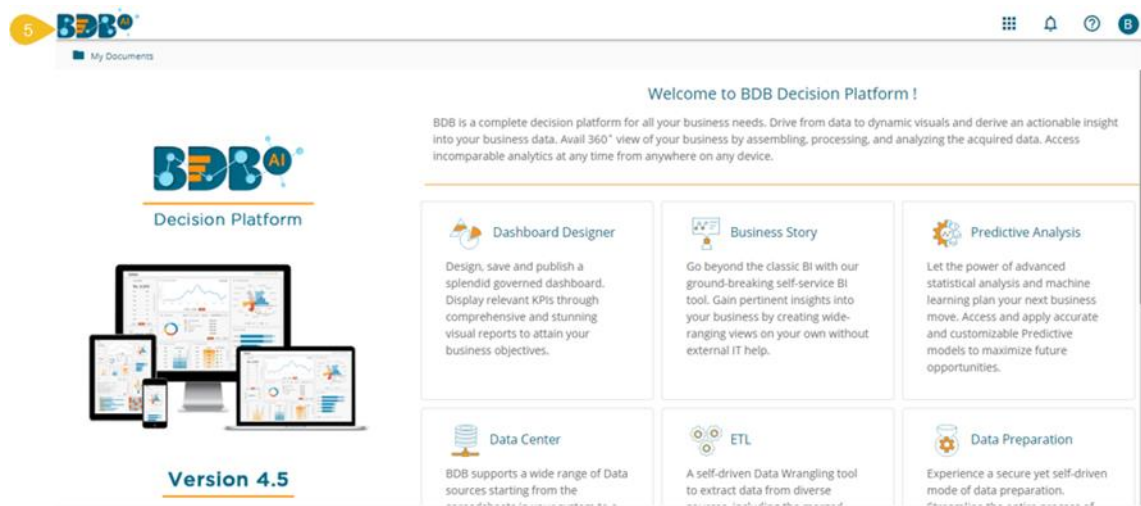 5
BDB AI
B
My Documents
Welcome to BDB Decision Platform !
BDB is a complete decision platform for all your business needs. Drive from data to dynamic visuals and derive an actionable insight
into your business data. Avail 360° view of your business by assembling, processing, and analyzing the acquired data. Access
incomparable analytics at any time from anywhere on any device.
BDB AI
Decision Platform
Version 4.5
Dashboard Designer
Design, save and publish a
splendid governed dashboard.
Display relevant KPIs through
comprehensive and stunning
visual reports to attain your
business objectives.
Business Story
Go beyond the classic BI with our
ground-breaking self-service BI
tool. Gain pertinent insights into
your business by creating wide-
ranging views on your own without
external IT help.
Predictive Analysis
Let the power of advanced
statistical analysis and machine
learning plan your next business
move. Access and apply accurate
and customizable Predictive
models to maximize future
opportunities.
Data Center
BDB supports a wide range of Data
sources starting from the
ETL
A self-driven Data Wrangling tool
to extract data from diverse
Data Preparation
Experience a secure yet self-driven
mode of data preparation.